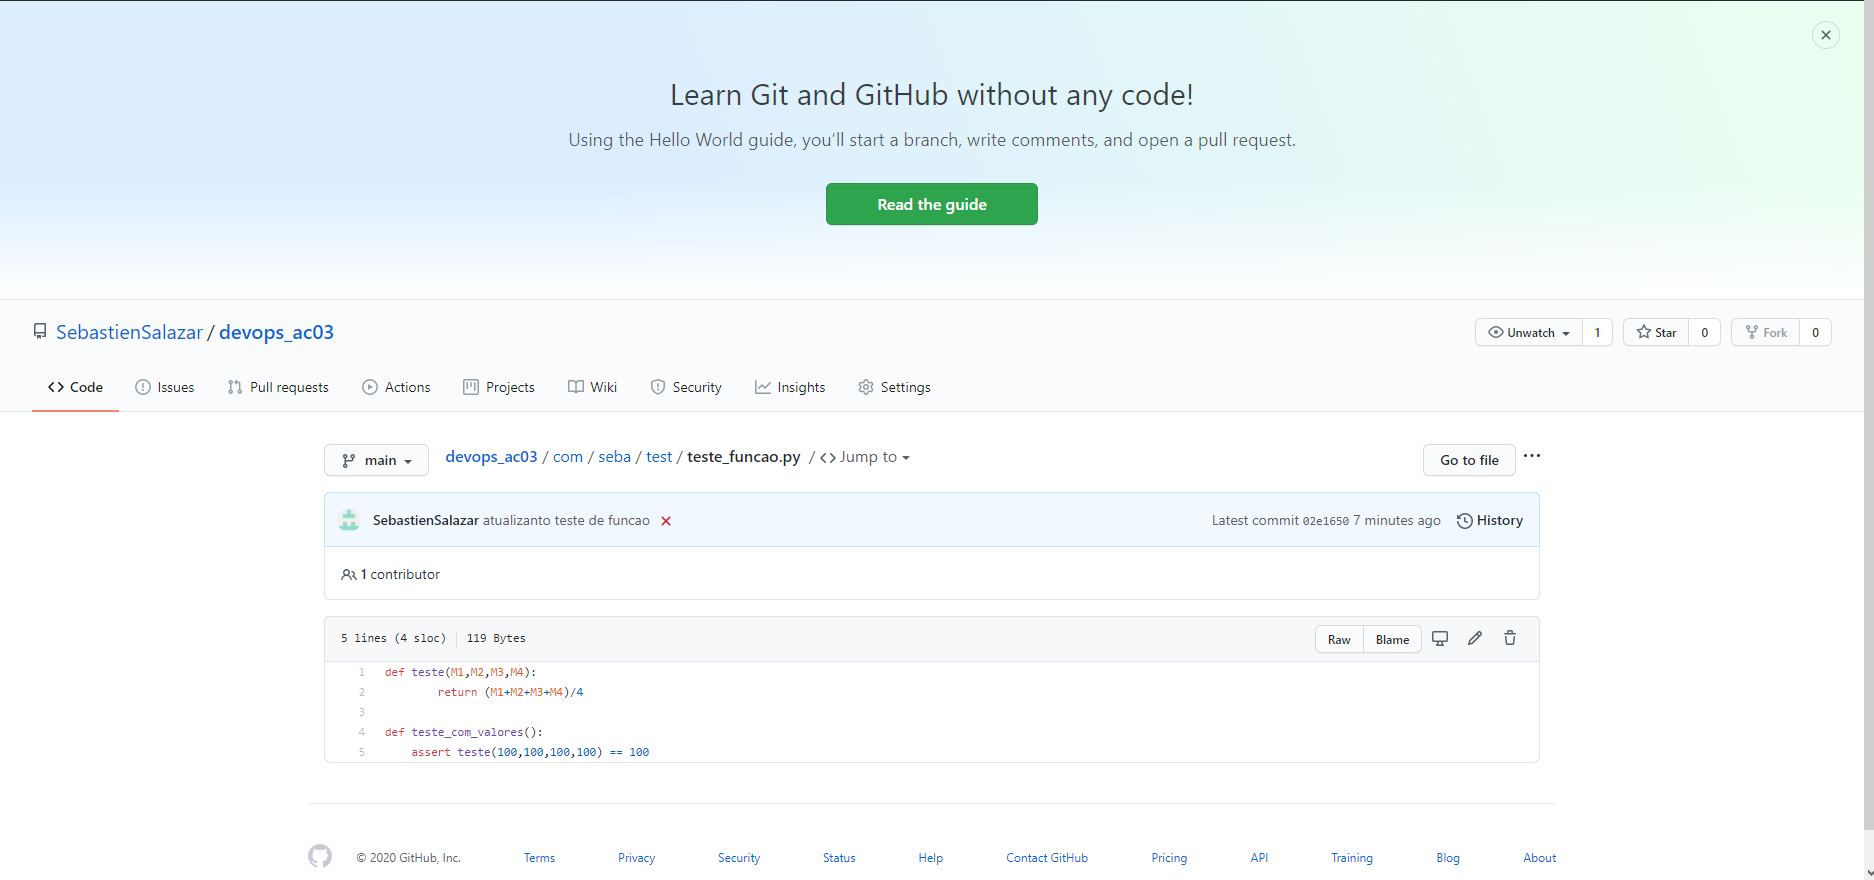 Learn Git and GitHub without any code!
Using the Hello World guide, you’ll start a branch, write comments, and open a pull request.
Read the guide
SebastienSalazar / devops_ac03
Unwatch 1 Star 0 Fork 0
Code Issues Pull requests Actions Projects Wiki Security Insights Settings
main devops_ac03 / com / seba / test / teste_funcao.py / <> Jump to Go to file ...
SebastienSalazar atualizanto teste de funcao Latest commit 02e1650 7 minutes ago History
1 contributor
5 lines (4 sloc) 119 Bytes Raw Blame
1 def teste(M1,M2,M3,M4):
2 return (M1+M2+M3+M4)/4
3
4 def teste_com_valores():
5 assert teste(100,100,100,100) == 100
© 2020 GitHub, Inc. Terms Privacy Security Status Help Contact GitHub Pricing API Training Blog About